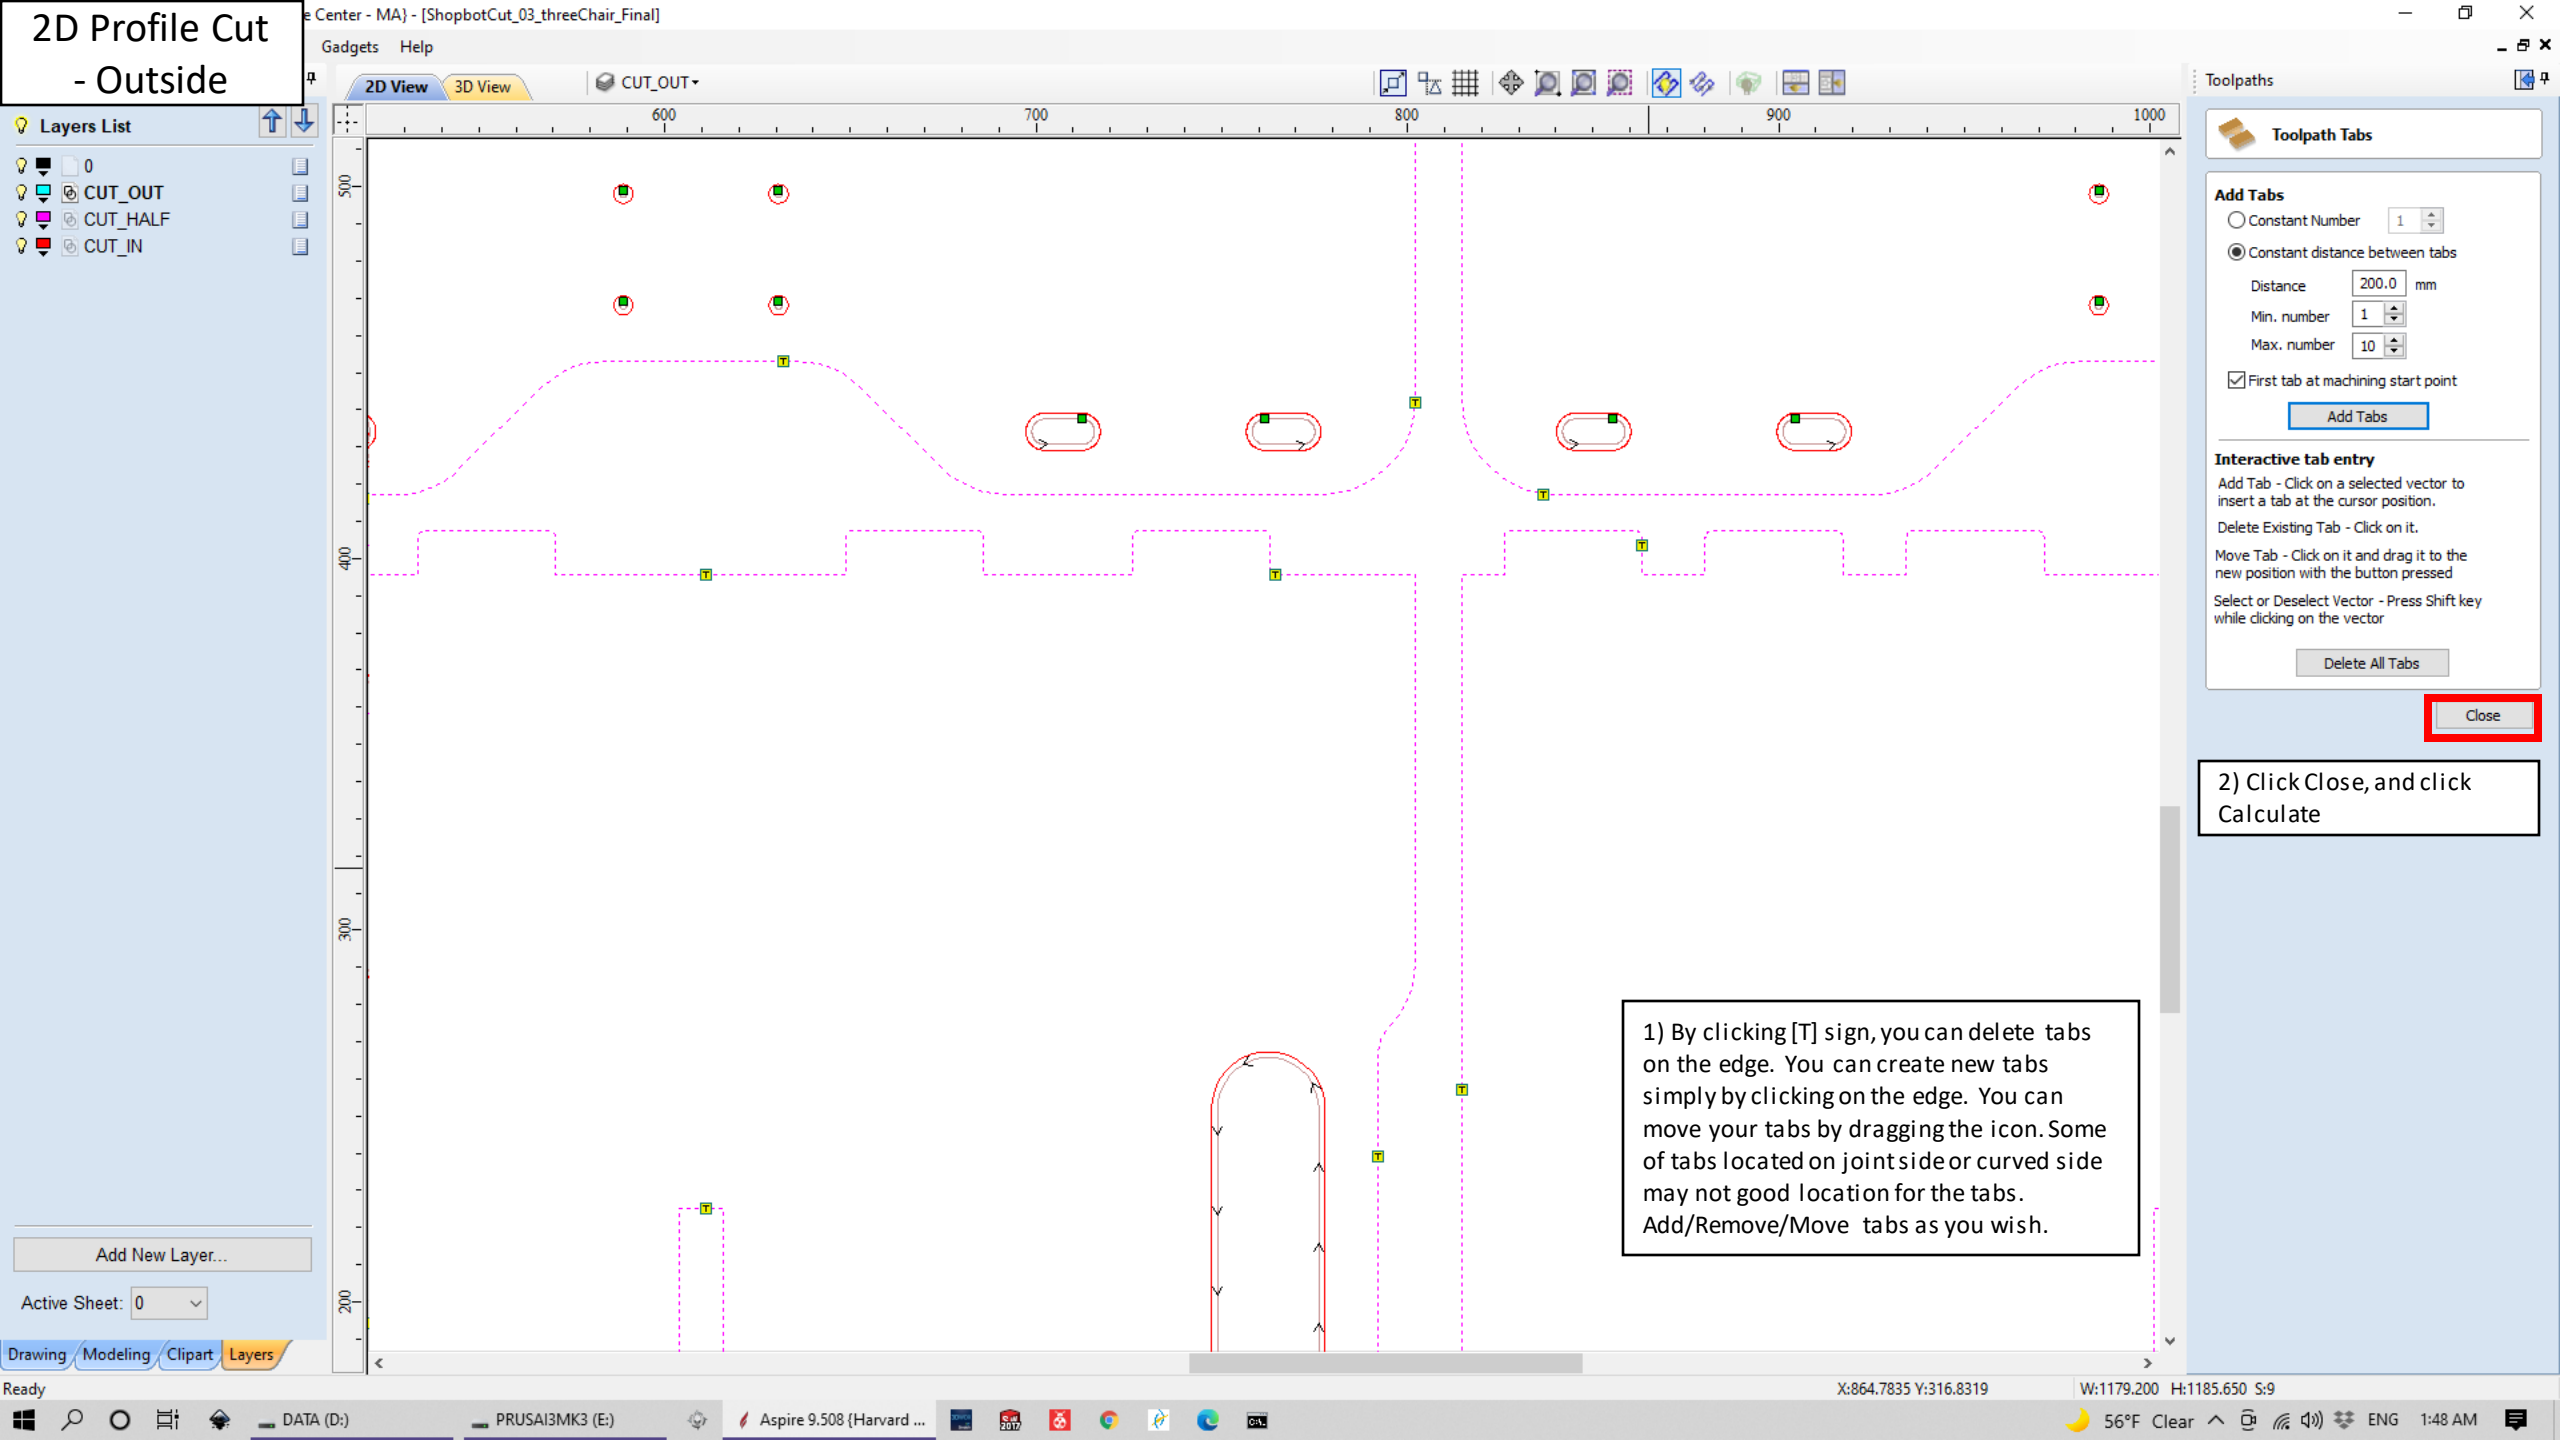 2D Profile Cut
- Outside
e Center - MA} - [ShopbotCut_03_threeChair_Final]
Gadgets Help
2D View 3D View CUT_OUT
Toolpaths
Layers List
0
CUT_OUT
CUT_HALF
CUT_IN
600 700 800 900 1000
500
400
300
200
T
T
T
T
T
T
T
T
T
Toolpath Tabs
Add Tabs
Constant Number 1
Constant distance between tabs
Distance 200.0 mm
Min. number 1
Max. number 10
First tab at machining start point
Add Tabs
Interactive tab entry
Add Tab - Click on a selected vector to
insert a tab at the cursor position.
Delete Existing Tab - Click on it.
Move Tab - Click on it and drag it to the
new position with the button pressed
Select or Deselect Vector - Press Shift key
while clicking on the vector
Delete All Tabs
Close
2) Click Close, and click
Calculate
1) By clicking [T] sign, you can delete tabs
on the edge. You can create new tabs
simply by clicking on the edge. You can
move your tabs by dragging the icon. Some
of tabs located on joint side or curved side
may not good location for the tabs.
Add/Remove/Move tabs as you wish.
Add New Layer...
Active Sheet: 0
Drawing Modeling Clipart Layers
Ready
X:864.7835 Y:316.8319
W:1179.200 H:1185.650 S:9
DATA (D:)
PRUSAI3MK3 (E:)
Aspire 9.508 {Harvard ...
2017
56°F Clear
ENG
1:48 AM